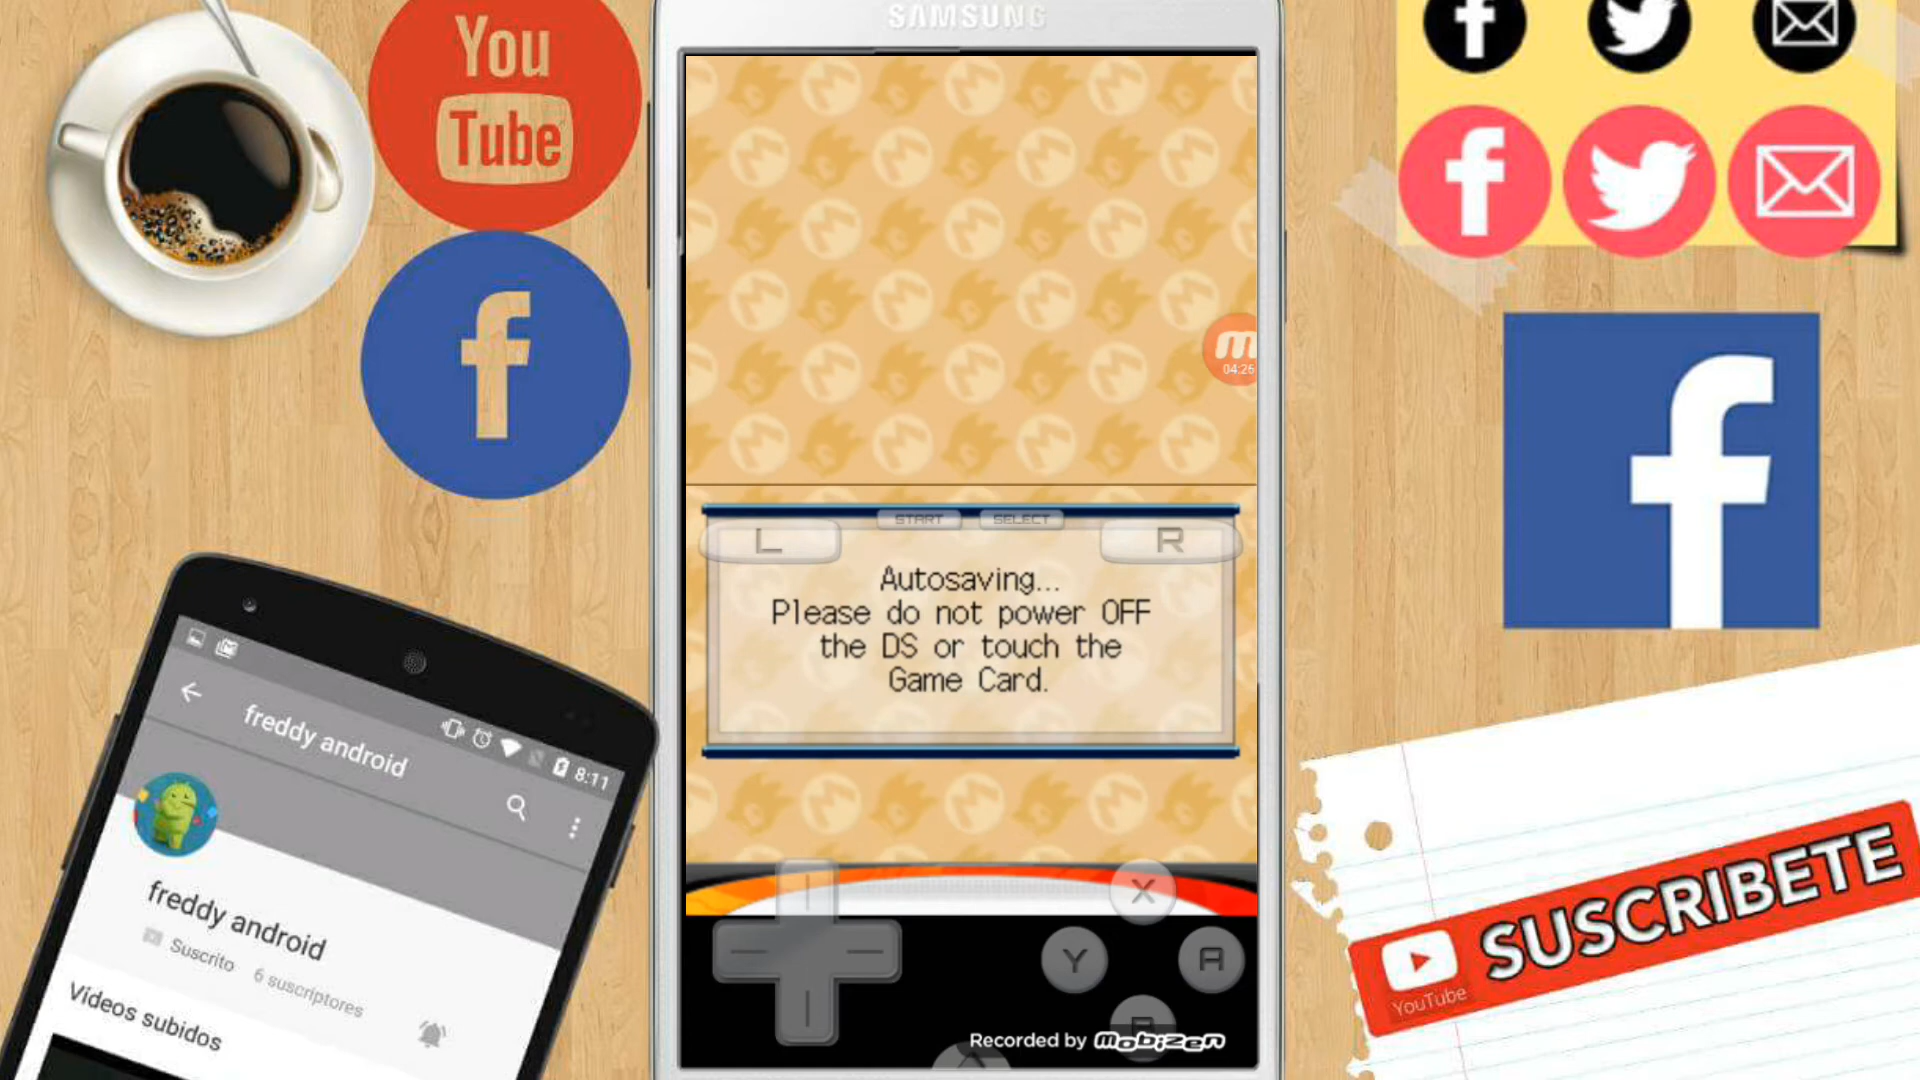 SAMSUNG
You
Tube
04:26
START
SELECT
L
R
Autosaving...
Please do not power OFF
the DS or touch the
Game Card.
X
Y
A
B
Recorded by Mobizen
8:11
freddy android
freddy android
Suscrito 6 suscriptores
Videos subidos
SUSCRIBETE
YouTube